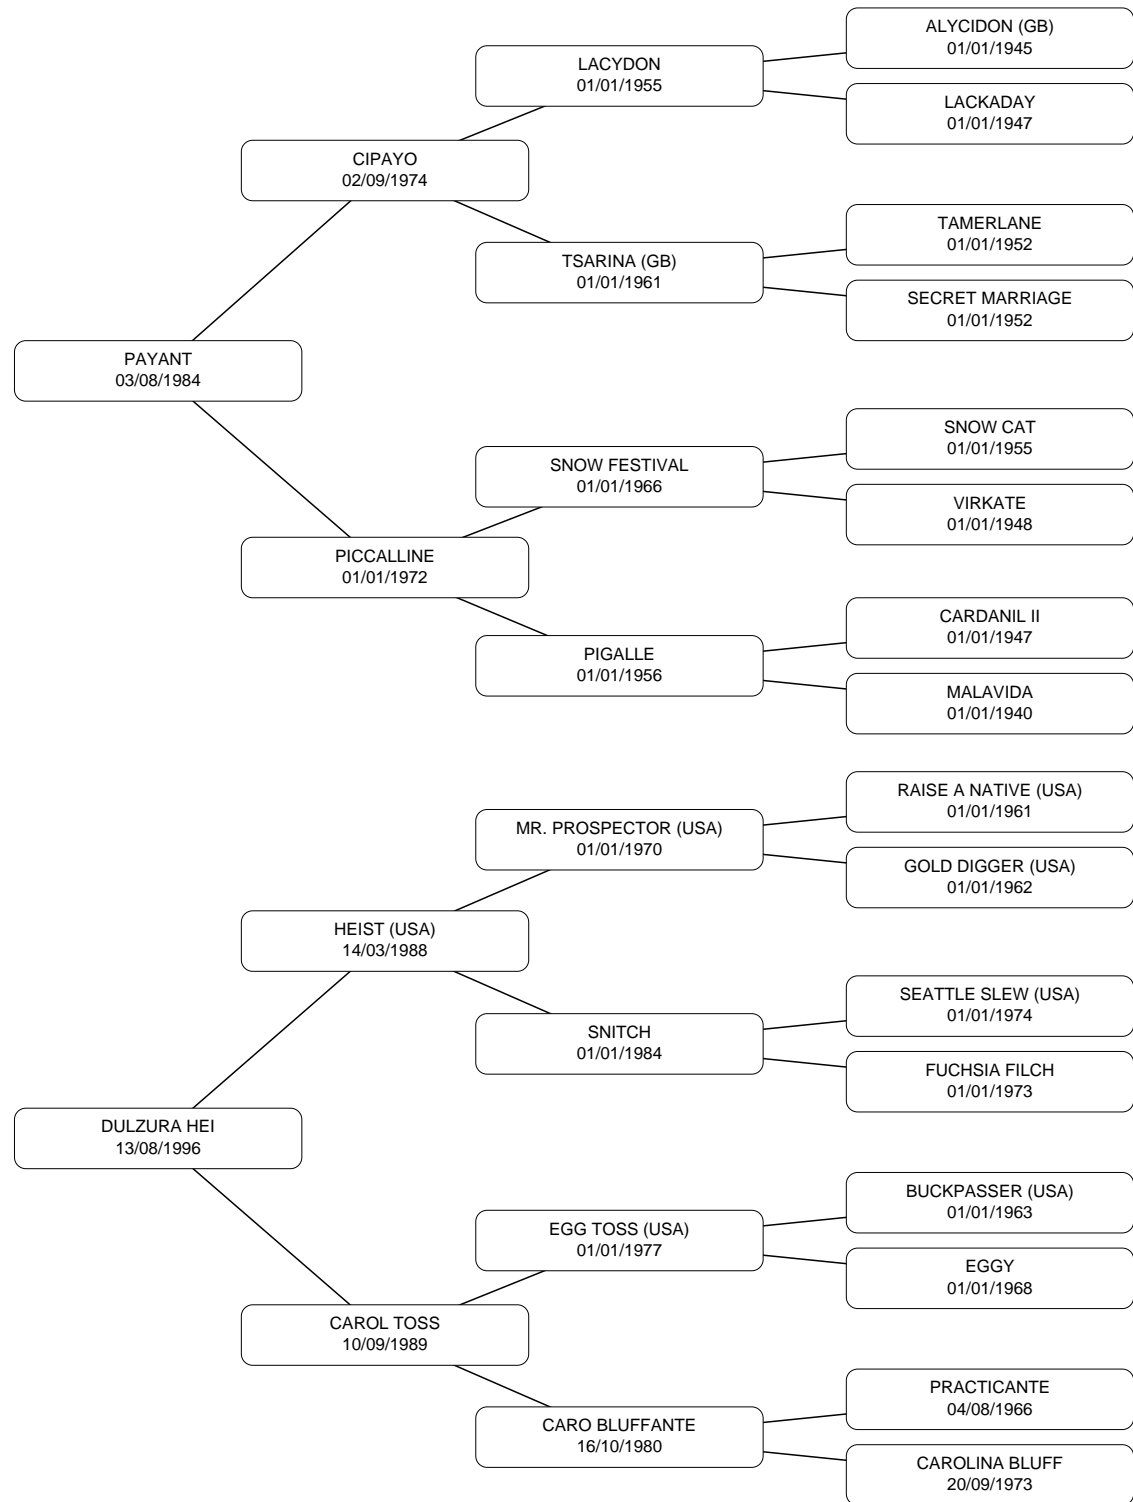 ALYCIDON (GB)
01/01/1945
LACYDON
01/01/1955
LACKADAY
01/01/1947
CIPAYO
02/09/1974
TAMERLANE
01/01/1952
TSARINA (GB)
01/01/1961
SECRET MARRIAGE
01/01/1952
PAYANT
03/08/1984
SNOW CAT
01/01/1955
SNOW FESTIVAL
01/01/1966
VIRKATE
01/01/1948
PICCALLINE
01/01/1972
CARDANIL II
01/01/1947
PIGALLE
01/01/1956
MALAVIDA
01/01/1940
RAISE A NATIVE (USA)
01/01/1961
MR. PROSPECTOR (USA)
01/01/1970
GOLD DIGGER (USA)
01/01/1962
HEIST (USA)
14/03/1988
SEATTLE SLEW (USA)
01/01/1974
SNITCH
01/01/1984
FUCHSIA FILCH
01/01/1973
DULZURA HEI
13/08/1996
BUCKPASSER (USA)
01/01/1963
EGG TOSS (USA)
01/01/1977
EGGY
01/01/1968
CAROL TOSS
10/09/1989
PRACTICANTE
04/08/1966
CARO BLUFFANTE
16/10/1980
CAROLINA BLUFF
20/09/1973